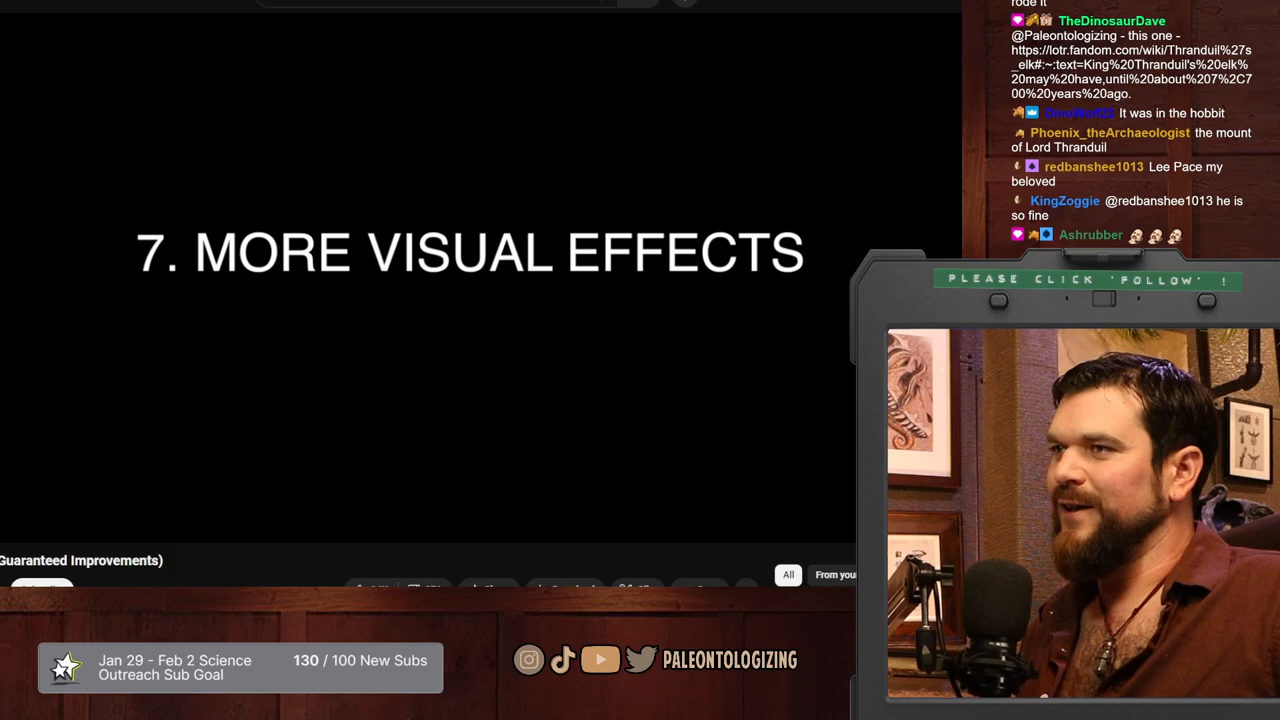 rode it
TheDinosaurDave
@Paleontologizing - this one -
https://lotr.fandom.com/wiki/Thranduil%27s
_elk#:~:text=King%20Thranduil's%20elk%
20may%20have,until%20about%207%2C7
00%20years%20ago.
DinoWolf22 It was in the hobbit
Phoenix_theArchaeologist the mount
of Lord Thranduil
redbanshee1013 Lee Pace my
beloved
KingZoggie @redbanshee1013 he is
so fine
Ashrubber
7. MORE VISUAL EFFECTS
PLEASE CLICK 'FOLLOW' !
Guaranteed Improvements)
All
From your
Jan 29 - Feb 2 Science
Outreach Sub Goal
130 / 100 New Subs
PALEONTOLOGIZING